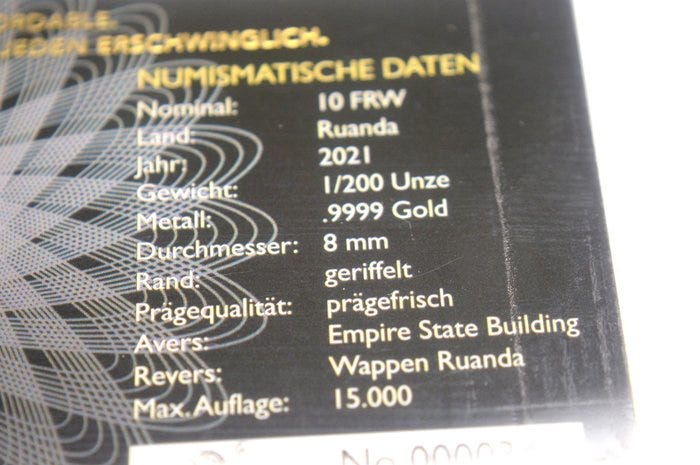 JEDEN ERSCHWINGLICH.
NUMISMATISCHE DATEN
Nominal: 10 FRW
Land: Ruanda
Jahr: 2021
Gewicht: 1/200 Unze
Metall: .9999 Gold
Durchmesser: 8 mm
Rand: geriffelt
Prägequalität: prägefrisch
Avers: Empire State Building
Revers: Wappen Ruanda
Max. Auflage: 15.000
No